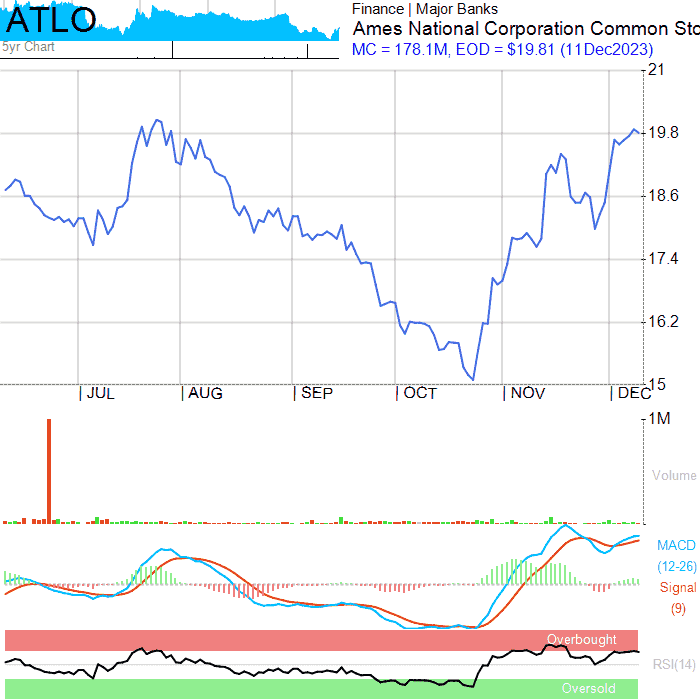 ATLO
5yr Chart
Finance | Major Banks
Ames National Corporation Common Sto
MC = 178.1M, EOD = $19.81 (11Dec2023)
21
19.8
18.6
17.4
16.2
15
JUL AUG SEP OCT NOV DEC
1M
Volume
MACD
(12-26)
Signal
(9)
Overbought
RSI(14)
Oversold